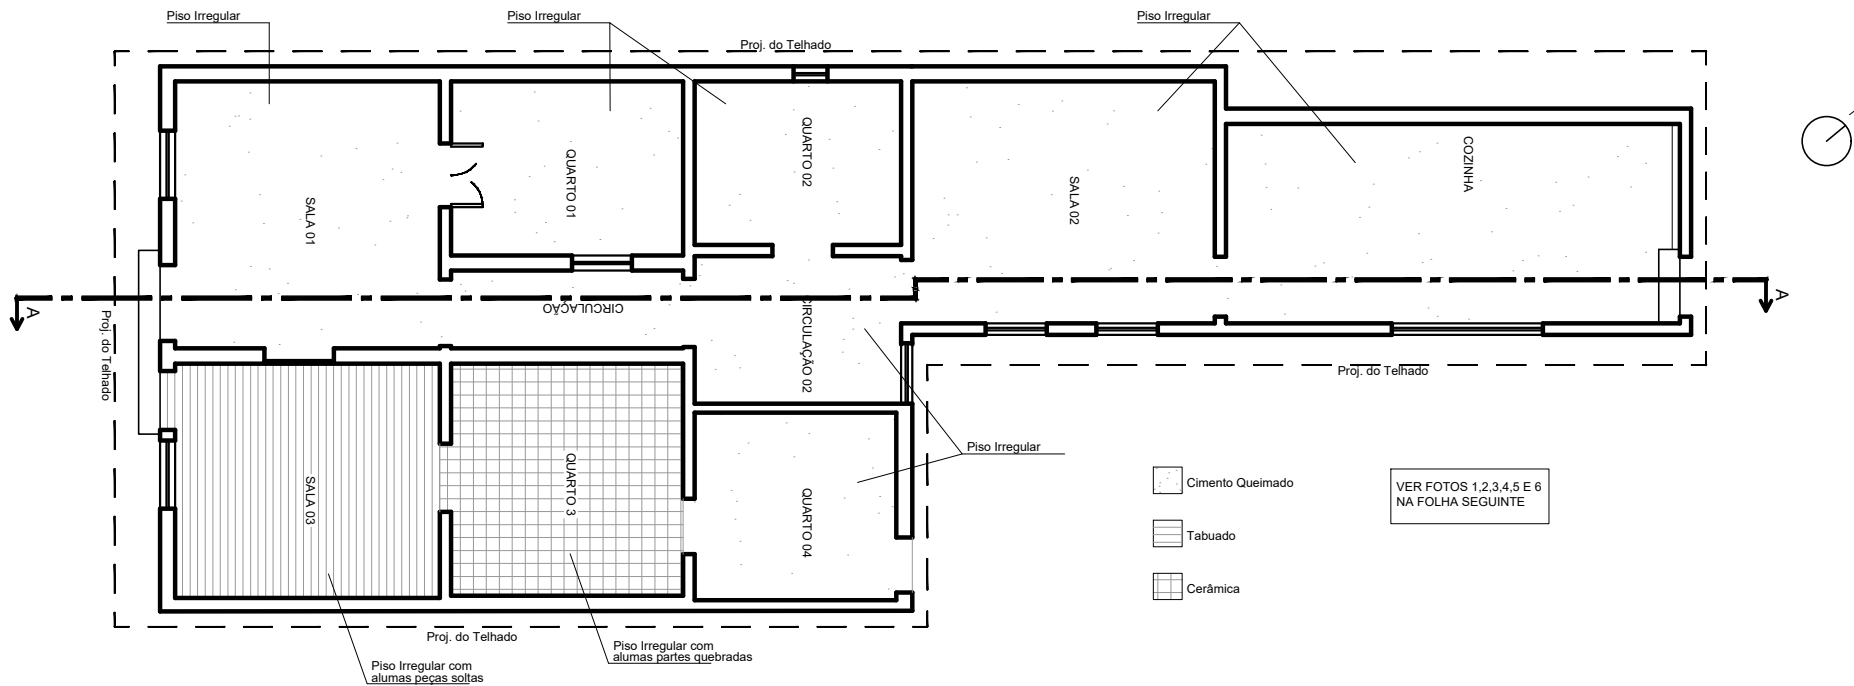 Piso Irregular
Piso Irregular
Piso Irregular
Proj. do Telhado
SALA 01
QUARTO 01
QUARTO 02
SALA 02
COZINHA
A
CIRCULAÇÃO
CIRCULAÇÃO 02
A
Proj. do Telhado
Proj. do Telhado
Piso Irregular
SALA 03
QUARTO 3
QUARTO 04
Cimento Queimado
VER FOTOS 1,2,3,4,5 E 6
NA FOLHA SEGUINTE
Tabuado
Cerâmica
Proj. do Telhado
Piso Irregular com
alumas partes quebradas
Piso Irregular com
alumas peças soltas